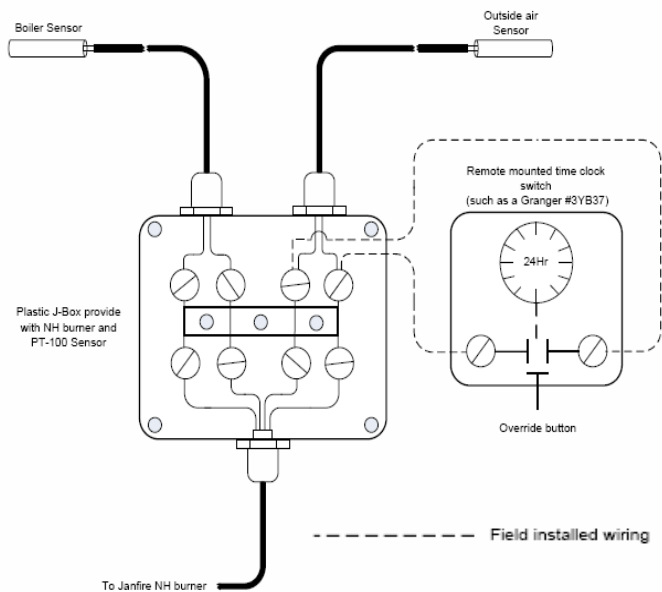 Boiler Sensor
Outside air
Sensor
Remote mounted time clock
switch
(such as a Granger #3YB37)
24Hr
Plastic J-Box provide
with NH burner and
PT-100 Sensor
Override button
Field installed wiring
To Janfire NH burner